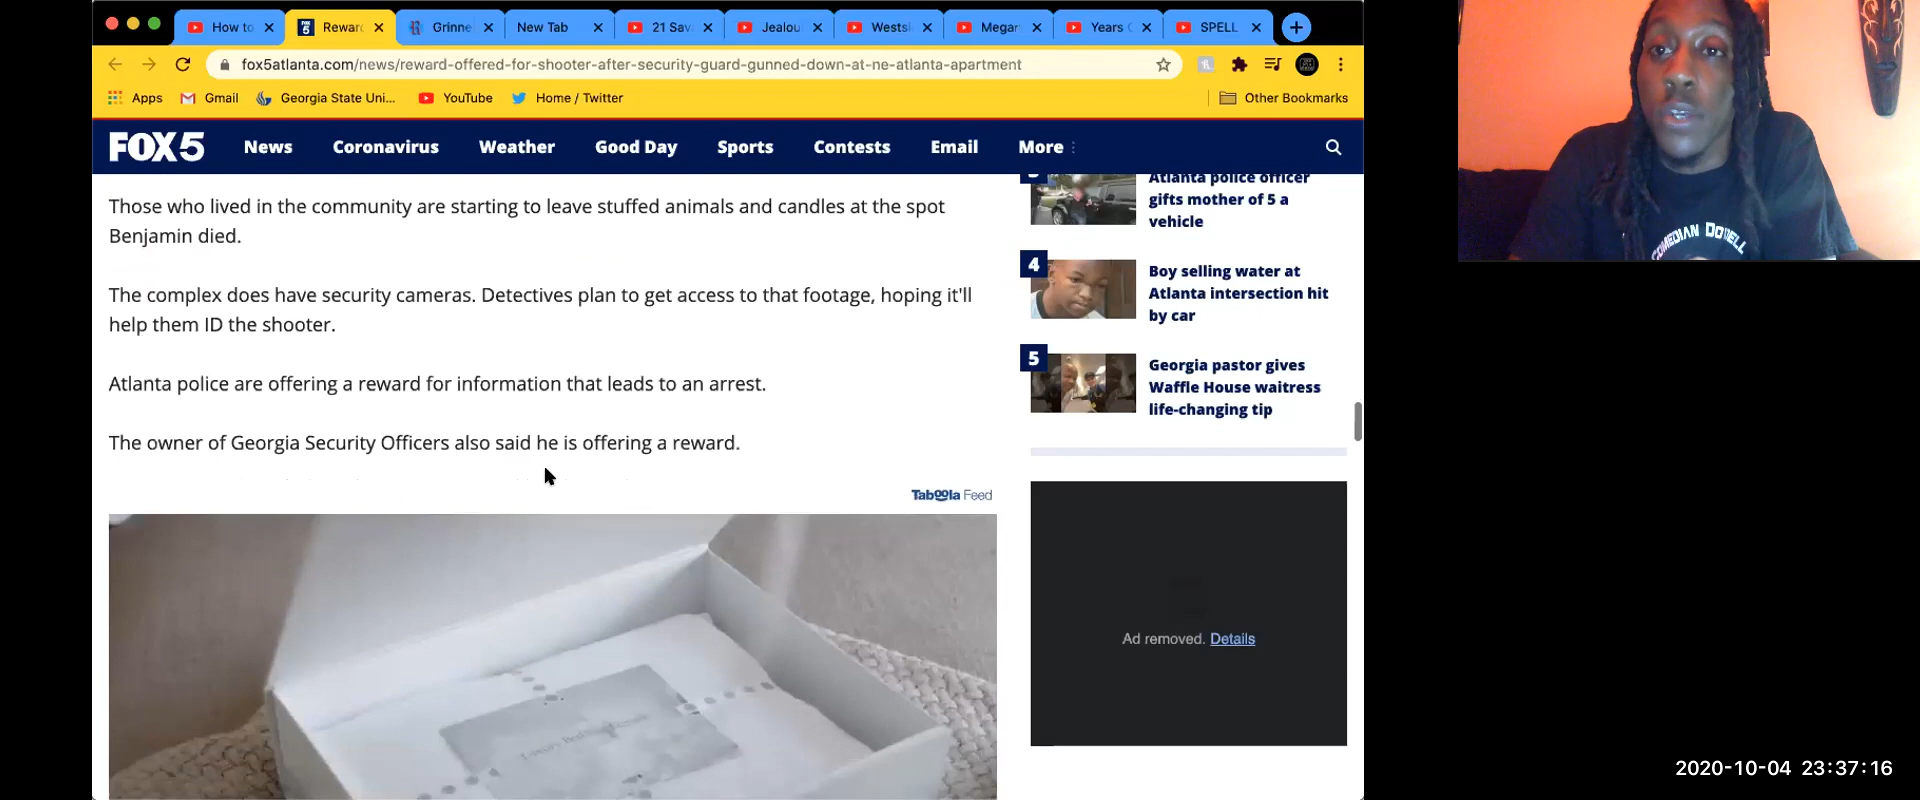 How to
Rewar
Grinne
New Tab
21 Sav
Jealou
Westsi
Megar
Years
SPELL
fox5atlanta.com/news/reward-offered-for-shooter-after-security-guard-gunned-down-at-ne-atlanta-apartment
Apps
Gmail
Georgia State Uni...
YouTube
Home / Twitter
Other Bookmarks
FOX 5
News
Coronavirus
Weather
Good Day
Sports
Contests
Email
More
Those who lived in the community are starting to leave stuffed animals and candles at the spot
Benjamin died.
The complex does have security cameras. Detectives plan to get access to that footage, hoping it'll
help them ID the shooter.
Atlanta police are offering a reward for information that leads to an arrest.
The owner of Georgia Security Officers also said he is offering a reward.
Taboola Feed
Atlanta police officer
gifts mother of 5 a
vehicle
4
Boy selling water at
Atlanta intersection hit
by car
5
Georgia pastor gives
Waffle House waitress
life-changing tip
Ad removed. Details
COMEDIAN DOVELL
2020-10-04 23:37:16